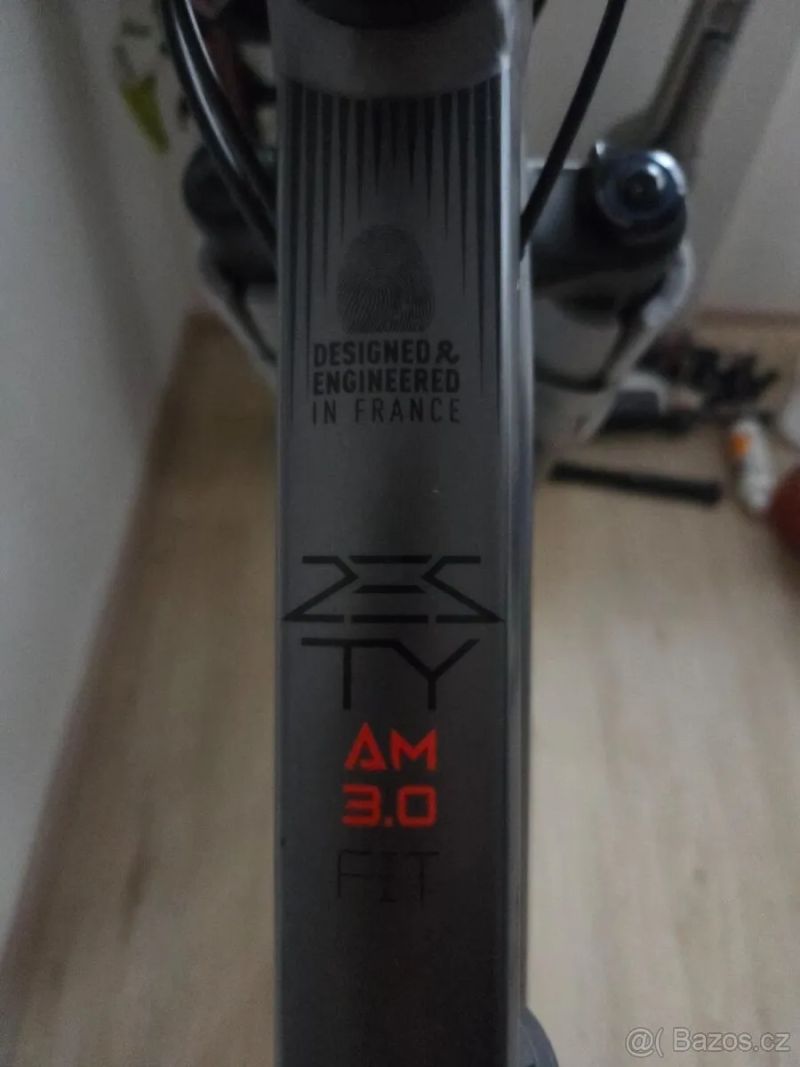 DESIGNED &
ENGINEERED
IN FRANCE
ZES
TY
AM
3.0
FIT
@( Bazos.cz